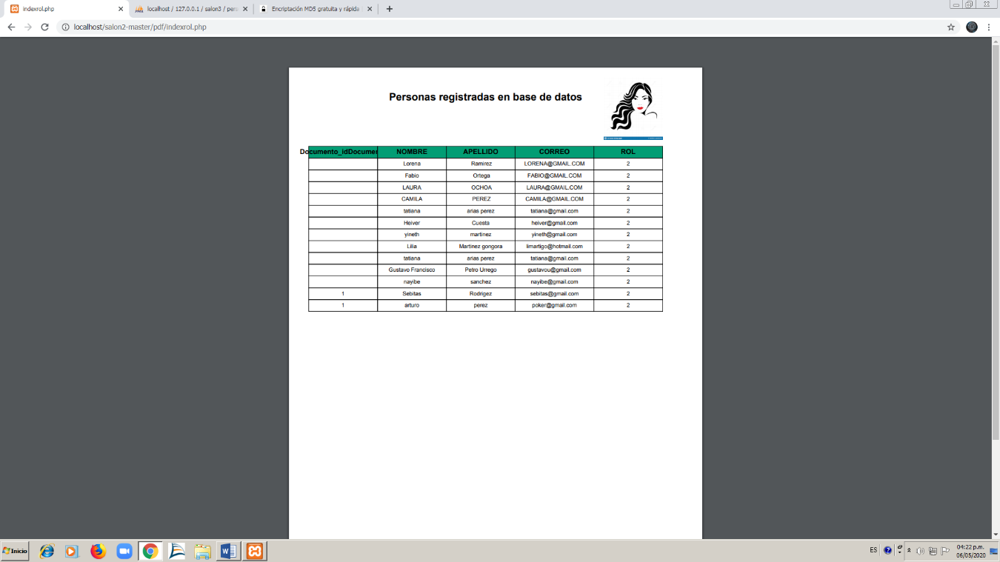 indexrol.php
localhost / 127.0.0.1 / salon3 / pers
Encriptación MD5 gratuita y rápida
localhost/salon2-master/pdf/indexrol.php
Personas registradas en base de datos
Documento_idDocumen NOMBRE APELLIDO CORREO ROL
Lorena Ramirez LORENA@GMAIL.COM 2
Fabio Ortega FABIO@GMAIL.COM 2
LAURA OCHOA LAURA@GMAIL.COM 2
CAMILA PEREZ CAMILA@GMAIL.COM 2
tatiana arias perez tatiana@gmail.com 2
Heiver Cuesta heiver@gmail.com 2
yineth martinez yineth@gmail.com 2
Lilia Martinez gongora limartigo@hotmail.com 2
tatiana arias perez tatiana@gmail.com 2
Gustavo Francisco Petro Urrego gustavou@gmail.com 2
nayibe sanchez nayibe@gmail.com 2
1 Sebitas Rodrigez sebitas@gmail.com 2
1 arturo perez poker@gmail.com 2
Inicio
ES
04:22 p.m.
06/05/2020